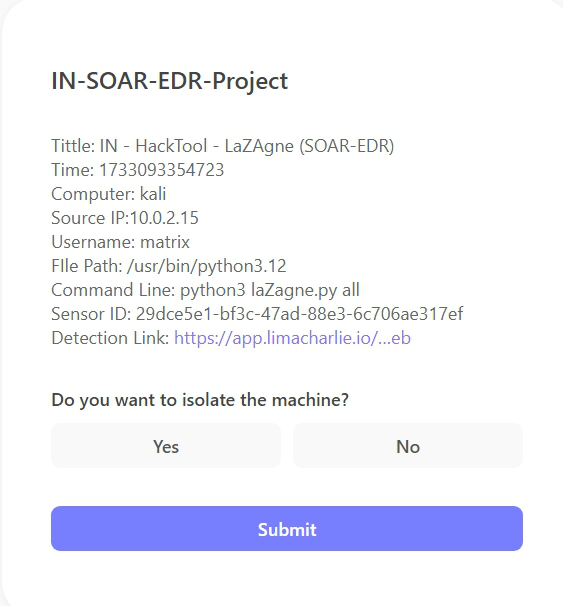 IN-SOAR-EDR-Project
Tittle: IN - HackTool - LaZAgne (SOAR-EDR)
Time: 1733093354723
Computer: kali
Source IP:10.0.2.15
Username: matrix
FIle Path: /usr/bin/python3.12
Command Line: python3 laZagne.py all
Sensor ID: 29dce5e1-bf3c-47ad-88e3-6c706ae317ef
Detection Link: https://app.limacharlie.io/...eb
Do you want to isolate the machine?
Yes No
Submit